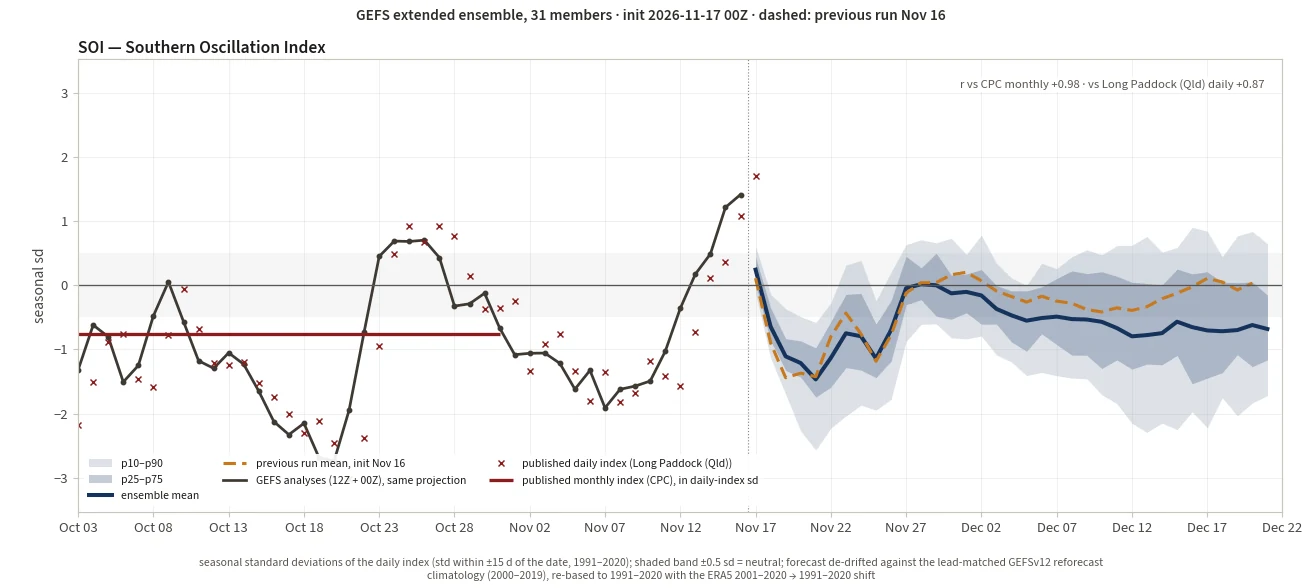 GEFS extended ensemble, 31 members · init 2026-11-17 00Z · dashed: previous run Nov 16
SOI — Southern Oscillation Index
r vs CPC monthly +0.98 · vs Long Paddock (Qld) daily +0.87
seasonal sd
3
2
1
0
−1
−2
−3
p10–p90
p25–p75
ensemble mean
previous run mean, init Nov 16
GEFS analyses (12Z + 00Z), same projection
published daily index (Long Paddock (Qld))
published monthly index (CPC), in daily-index sd
Oct 03 Oct 08 Oct 13 Oct 18 Oct 23 Oct 28 Nov 02 Nov 07 Nov 12 Nov 17 Nov 22 Nov 27 Dec 02 Dec 07 Dec 12 Dec 17 Dec 22
seasonal standard deviations of the daily index (std within ±15 d of the date, 1991–2020); shaded band ±0.5 sd = neutral; forecast de-drifted against the lead-matched GEFSv12 reforecast
climatology (2000–2019), re-based to 1991–2020 with the ERA5 2001–2020 → 1991–2020 shift